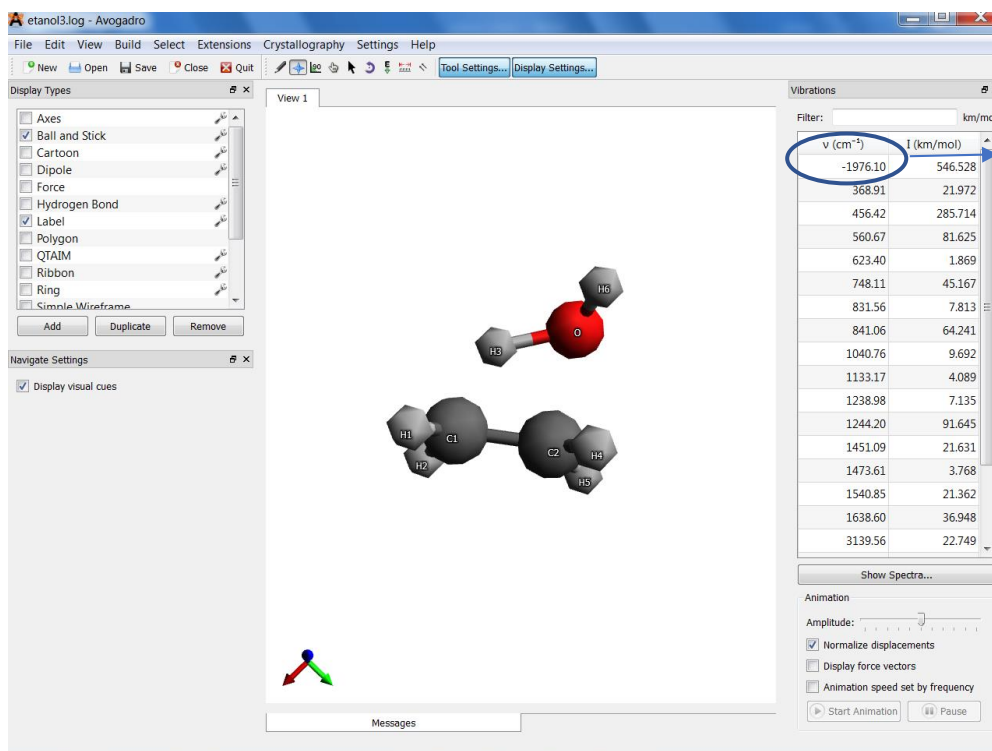 etanol3.log - Avogadro
File Edit View Build Select Extensions Crystallography Settings Help
New Open Save Close Quit Tool Settings... Display Settings...
Display Types
Axes
Ball and Stick
Cartoon
Dipole
Force
Hydrogen Bond
Label
Polygon
QTAIM
Ribbon
Ring
Simple Wireframe
Add Duplicate Remove
Navigate Settings
Display visual cues
View 1
H6
O
H3
H1 C1
H2
C2 H4
H5
Messages
Vibrations
Filter: km/mo
ν (cm⁻¹) I (km/mol)
-1976.10 546.528
368.91 21.972
456.42 285.714
560.67 81.625
623.40 1.869
748.11 45.167
831.56 7.813
841.06 64.241
1040.76 9.692
1133.17 4.089
1238.98 7.135
1244.20 91.645
1451.09 21.631
1473.61 3.768
1540.85 21.362
1638.60 36.948
3139.56 22.749
Show Spectra...
Animation
Amplitude:
Normalize displacements
Display force vectors
Animation speed set by frequency
Start Animation Pause